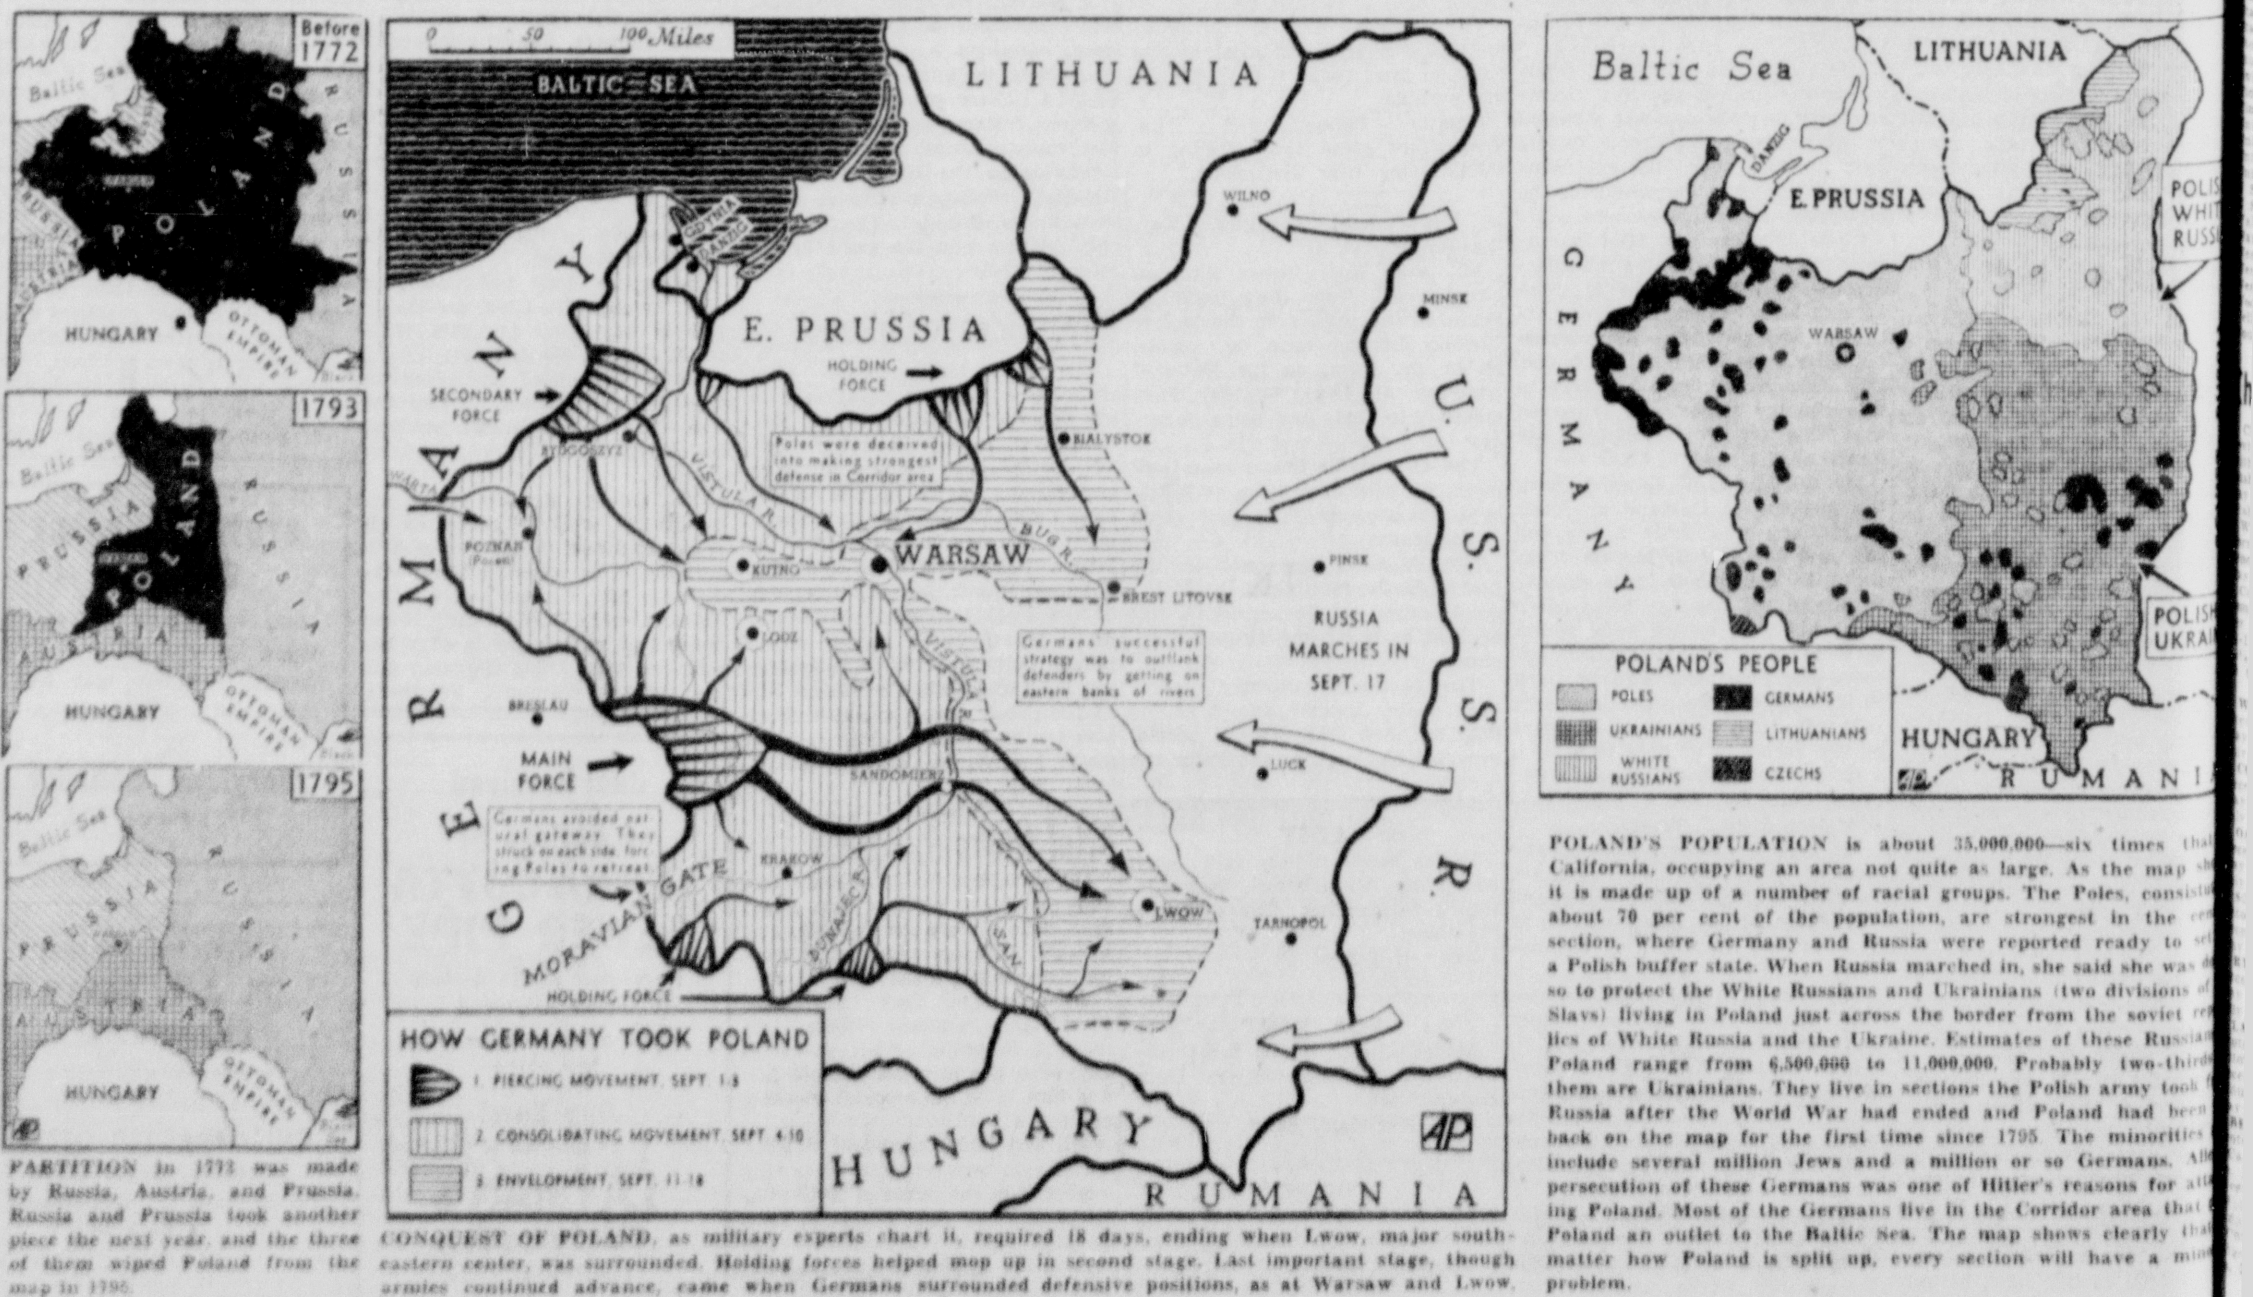 Before
1772
Baltic Sea
RUSSIA
POLAND
PRUSSIA
AUSTRIA
HUNGARY
OTTOMAN
EMPIRE
1793
Baltic Sea
PRUSSIA
POLAND
RUSSIA
AUSTRIA
HUNGARY
OTTOMAN
EMPIRE
1795
Baltic Sea
PRUSSIA
RUSSIA
AUSTRIA
HUNGARY
OTTOMAN
EMPIRE
AP
PARTITION in 1772 was made
by Russia, Austria, and Prussia.
Russia and Prussia took another
piece the next year, and the three
of them wiped Poland from the
map in 1795.
0 50 100 Miles
BALTIC SEA
LITHUANIA
WILNO
GDYNIA
DANZIG
MINSK
E. PRUSSIA
HOLDING
FORCE
SECONDARY
FORCE
GERMANY
U.S.S.R.
Poles were deceived
into making strongest
defense in Corridor area
BYDGOSZYZ
BIALYSTOK
WARTA
VISTULA R.
BUG R.
POZNAN
KUTNO
WARSAW
PINSK
BREST LITOVSK
LODZ
VISTULA R.
RUSSIA
MARCHES IN
SEPT. 17
Germans' successful
strategy was to outflank
defenders by getting on
eastern banks of rivers
BRESLAU
MAIN
FORCE
SANDOMIERZ
LUCK
Germans avoided nat-
ural gateway. They
struck on each side, forc-
ing Poles to retreat
KRAKOW
MORAVIAN GATE
DUNAJEC R.
SAN
LWOW
TARNOPOL
HOLDING FORCE
HOW GERMANY TOOK POLAND
1. PIERCING MOVEMENT, SEPT. 1-3
2. CONSOLIDATING MOVEMENT, SEPT. 4-10
3. ENVELOPMENT, SEPT. 11-18
HUNGARY
RUMANIA
AP
CONQUEST OF POLAND, as military experts chart it, required 18 days, ending when Lwow, major south-
eastern center, was surrounded. Holding forces helped mop up in second stage. Last important stage, though
armies continued advance, came when Germans surrounded defensive positions, as at Warsaw and Lwow.
Baltic Sea
LITHUANIA
DANZIG
E. PRUSSIA
GERMANY
WARSAW
POLIS
WHIT
RUSS
POLISH
UKRAI
POLAND'S PEOPLE
POLES
GERMANS
UKRAINIANS
LITHUANIANS
WHITE
RUSSIANS
CZECHS
HUNGARY
AP
RUMANI
POLAND'S POPULATION is about 35,000,000—six times
California, occupying an area not quite as large. As the map
it is made up of a number of racial groups. The Poles,
about 70 per cent of the population, are strongest in the
section, where Germany and Russia were reported ready to
a Polish buffer state. When Russia marched in, she said she was
so to protect the White Russians and Ukrainians (two divisions of
Slavs) living in Poland just across the border from the soviet
lics of White Russia and the Ukraine. Estimates of these
Poland range from 6,500,000 to 11,000,000. Probably two-thirds
them are Ukrainians. They live in sections the Polish army took
Russia after the World War had ended and Poland had been
back on the map for the first time since 1795. The minorities
include several million Jews and a million or so Germans.
persecution of these Germans was one of Hitler's reasons for
ing Poland. Most of the Germans live in the Corridor area that
Poland an outlet to the Baltic Sea. The map shows clearly
matter how Poland is split up, every section will have a
problem.